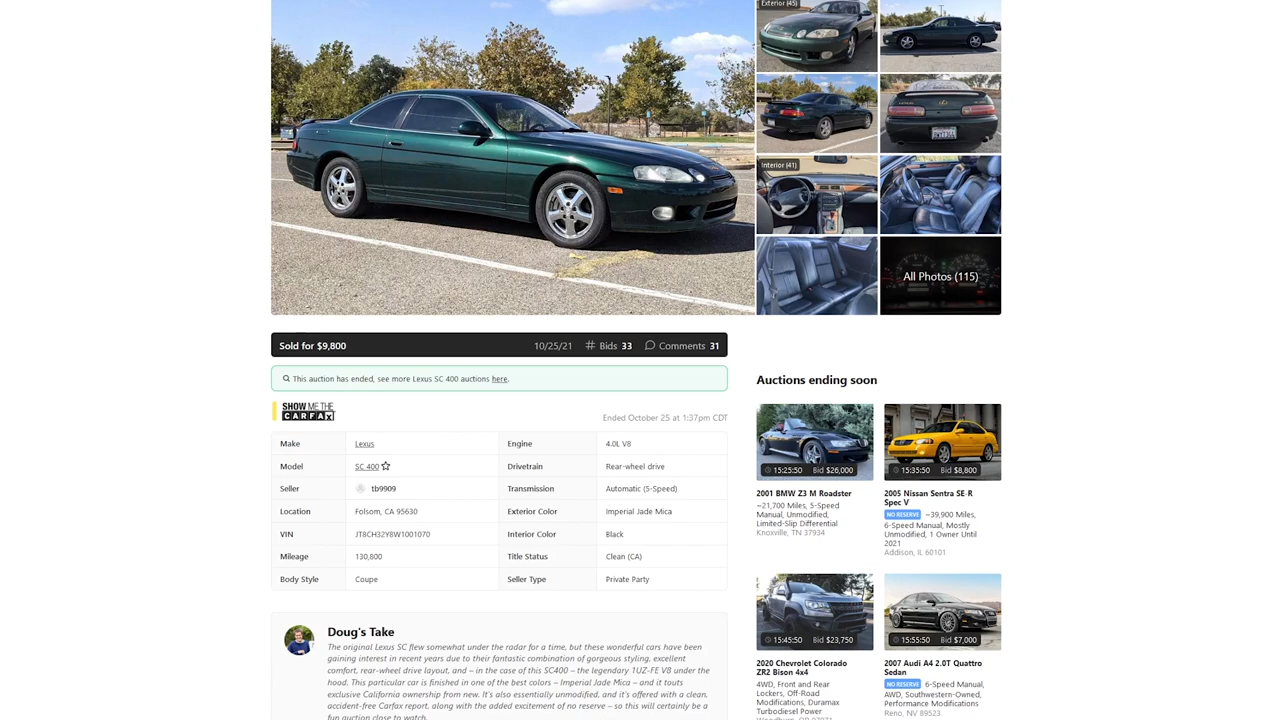 Exterior (45)
Interior (41)
All Photos (115)
Sold for $9,800
10/25/21
Bids 33
Comments 31
This auction has ended, see more Lexus SC 400 auctions here.
SHOW ME THE
CARFAX
Ended October 25 at 1:37pm CDT
Make Lexus Engine 4.0L V8
Model SC 400 Drivetrain Rear-wheel drive
Seller tb9909 Transmission Automatic (5-Speed)
Location Folsom, CA 95630 Exterior Color Imperial Jade Mica
VIN JT8CH32Y8W1001070 Interior Color Black
Mileage 130,800 Title Status Clean (CA)
Body Style Coupe Seller Type Private Party
Doug's Take
The original Lexus SC flew somewhat under the radar for a time, but these wonderful cars have been
gaining interest in recent years due to their fantastic combination of gorgeous styling, excellent
comfort, rear-wheel drive layout, and – in the case of this SC400 – the legendary 1UZ-FE V8 under the
hood. This particular car is finished in one of the best colors – Imperial Jade Mica – and it touts
exclusive California ownership from new. It's also essentially unmodified, and it's offered with a clean,
accident-free Carfax report, along with the added excitement of no reserve – so this will certainly be a
fun auction close to watch.
Auctions ending soon
15:25:50 Bid $26,000
2001 BMW Z3 M Roadster
~21,700 Miles, 5-Speed
Manual, Unmodified,
Limited-Slip Differential
Knoxville, TN 37934
15:35:50 Bid $8,800
2005 Nissan Sentra SE-R
Spec V
NO RESERVE ~39,900 Miles,
6-Speed Manual, Mostly
Unmodified, 1 Owner Until
2021
Addison, IL 60101
15:45:50 Bid $23,750
2020 Chevrolet Colorado
ZR2 Bison 4x4
4WD, Front and Rear
Lockers, Off-Road
Modifications, Duramax
Turbodiesel Power
15:55:50 Bid $7,000
2007 Audi A4 2.0T Quattro
Sedan
NO RESERVE 6-Speed Manual,
AWD, Southwestern-Owned,
Performance Modifications
Reno, NV 89523